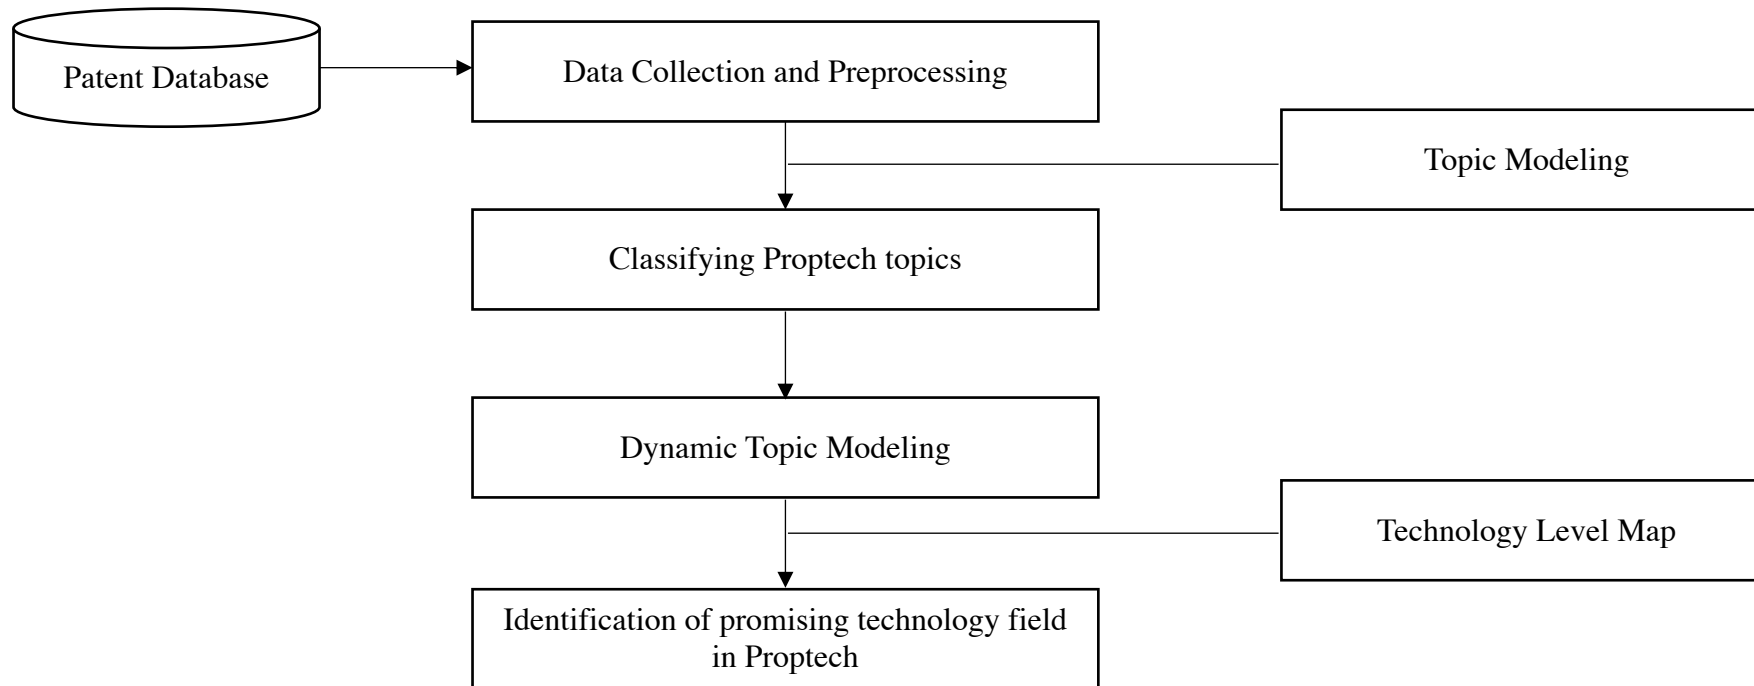 Patent Database
Data Collection and Preprocessing
Topic Modeling
Classifying Proptech topics
Dynamic Topic Modeling
Technology Level Map
Identification of promising technology field
in Proptech